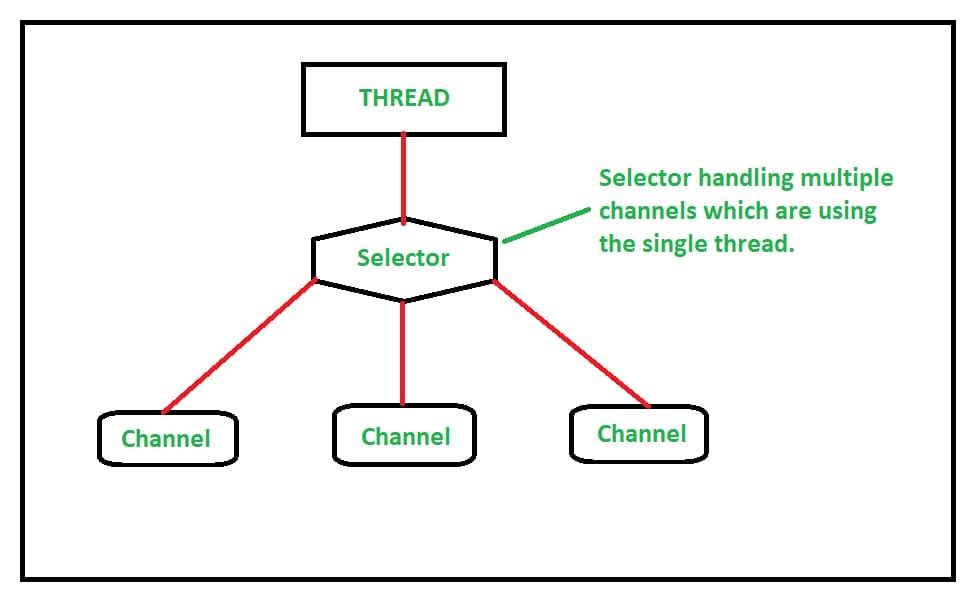 THREAD
Selector handling multiple
channels which are using
the single thread.
Selector
Channel
Channel
Channel